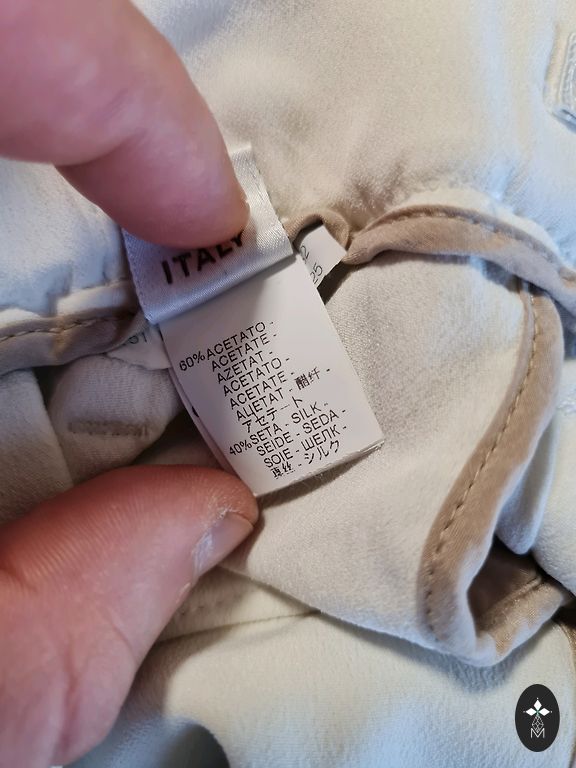 ITALY
60% ACETATO -
ACETATE -
AZETAT -
ACETATO -
ACETATE - 醋纤 -
АЦЕТАТ -
アセテート
40% SETA - SILK -
SEIDE - SEDA -
SOIE - ШЕЛК -
真丝 - シルク
M